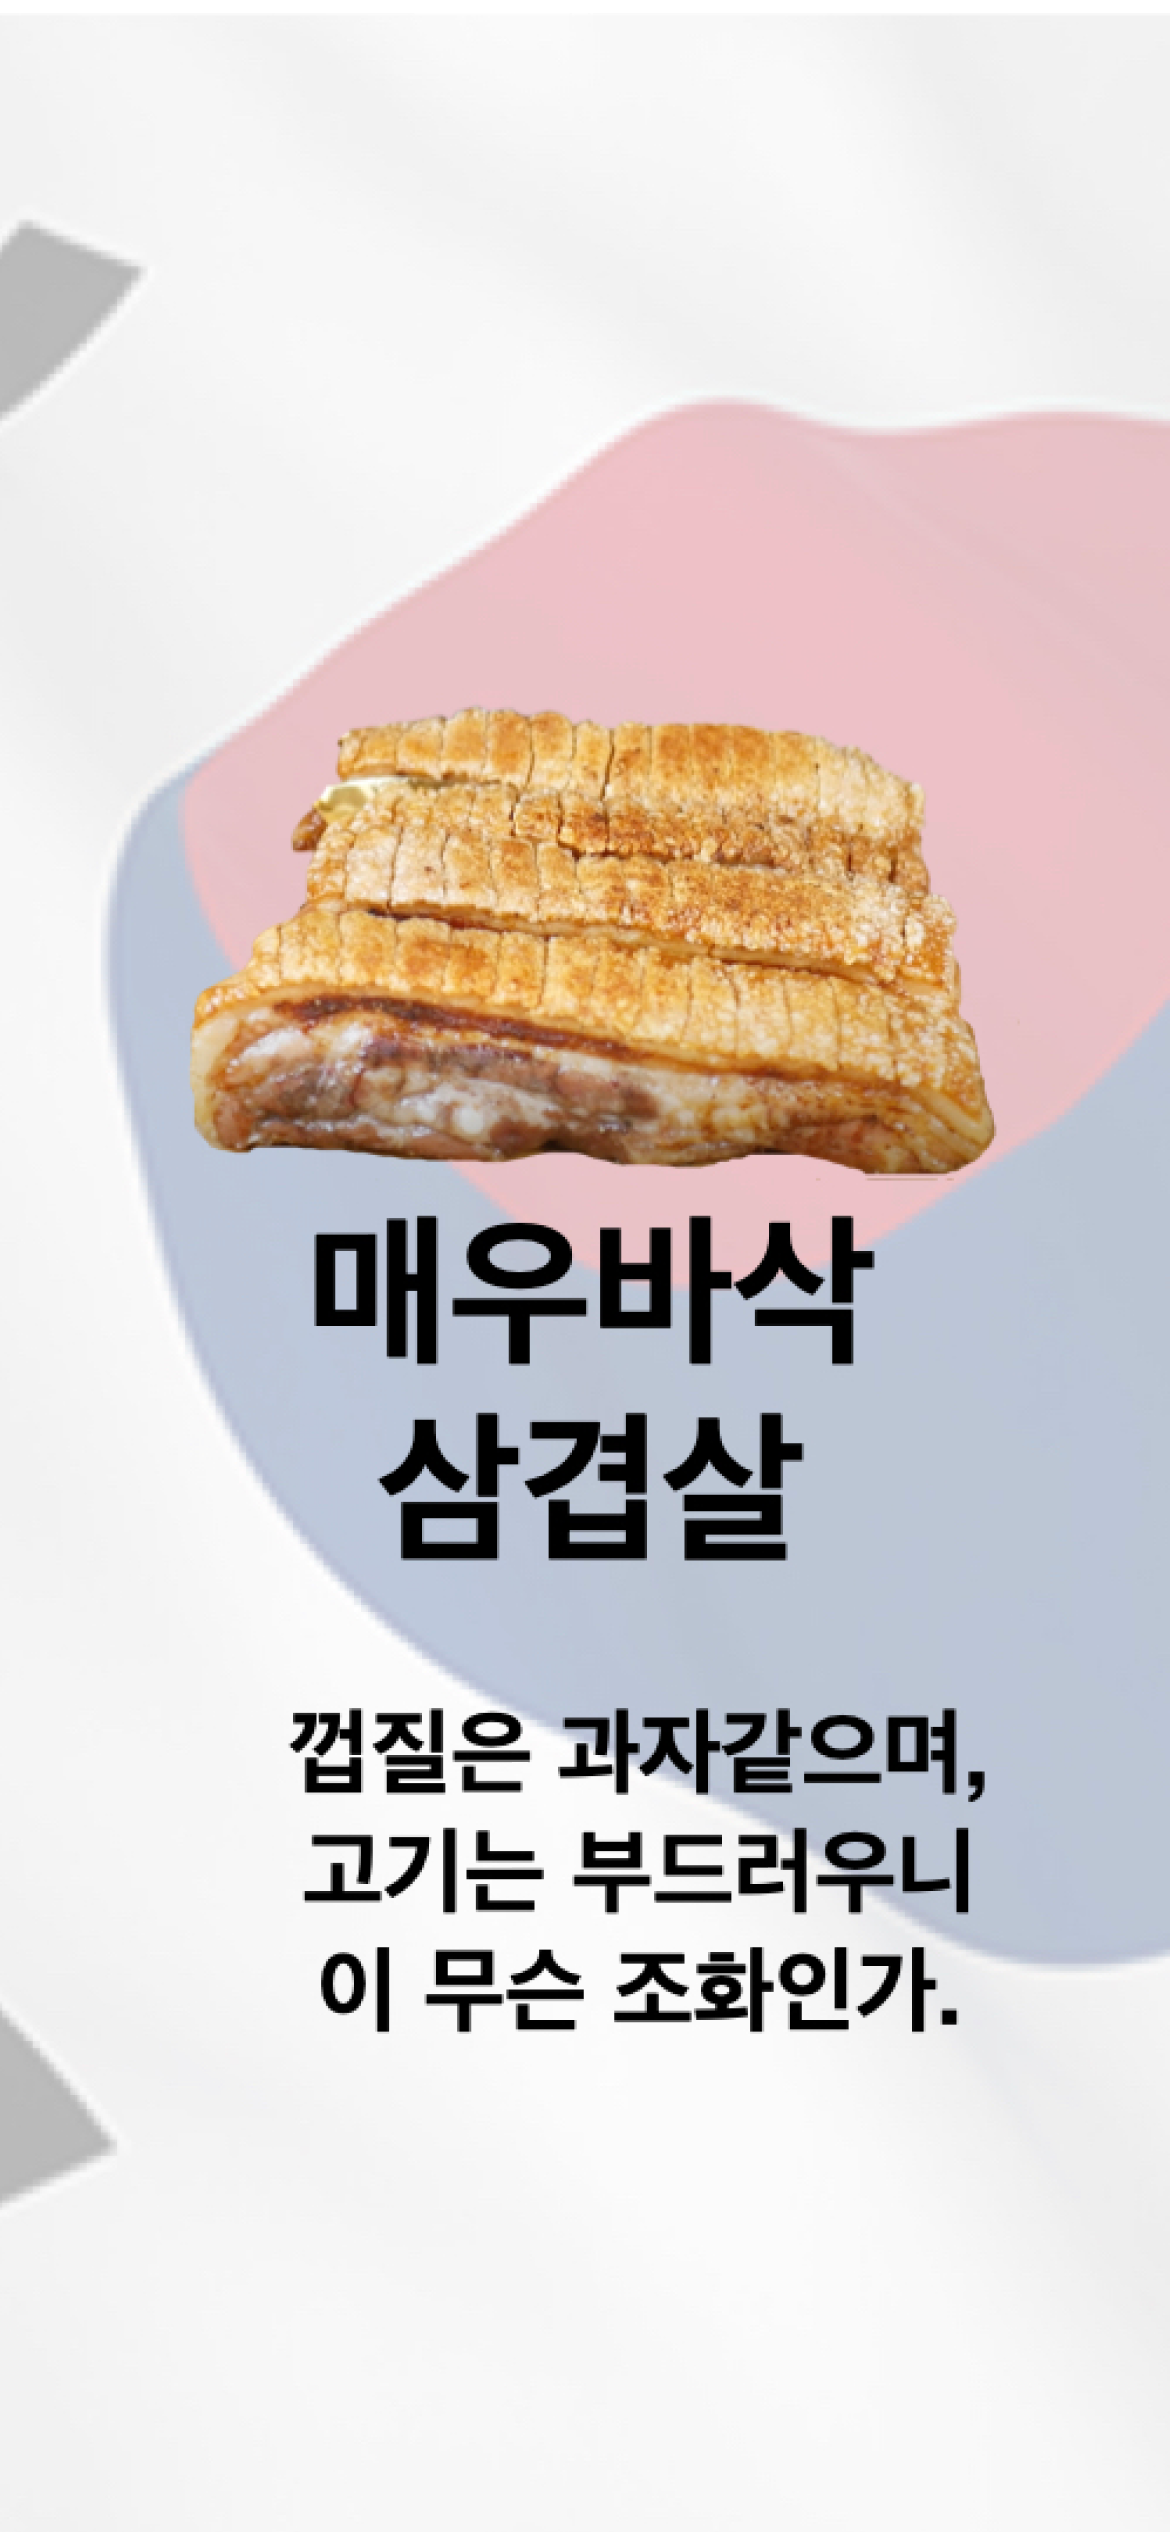 매우바삭
삼겹살
껍질은 과자같으며,
고기는 부드러우니
이 무슨 조화인가.